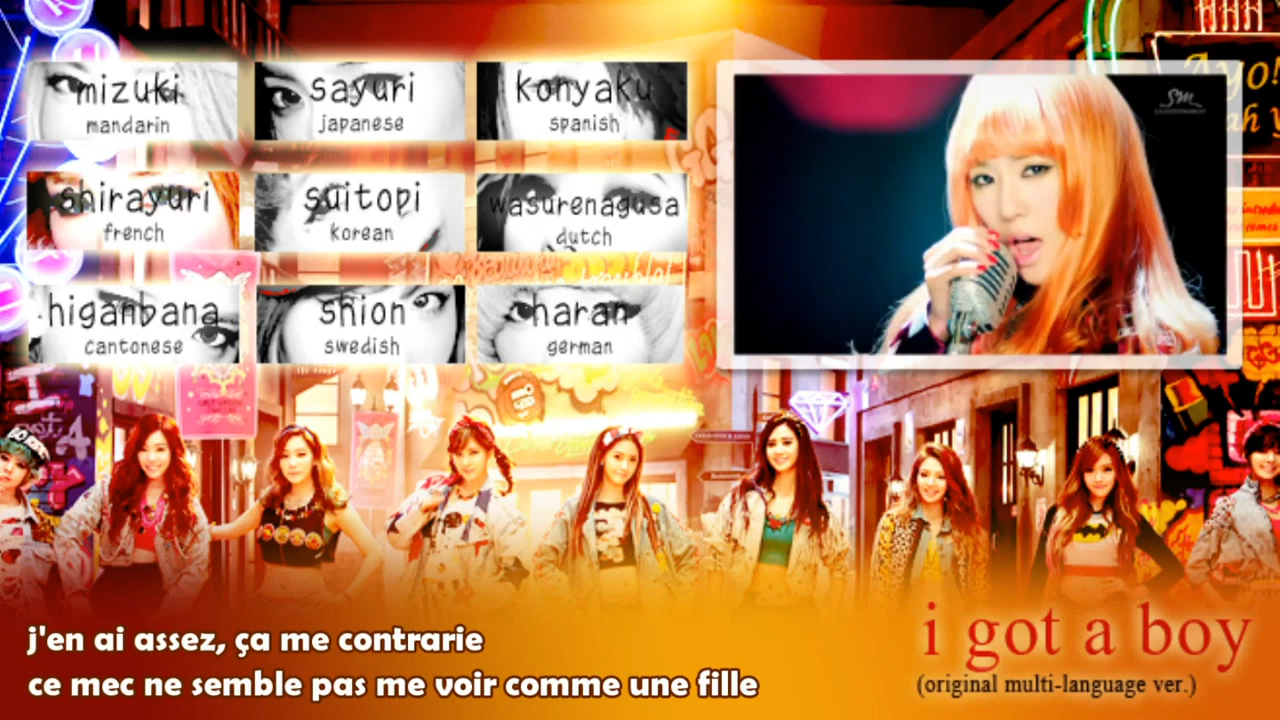 mizuki
mandarin
sayuri
japanese
konyaku
spanish
shirayuri
french
suitopi
korean
wasurenagusa
dutch
higanbana
cantonese
shion
swedish
haran
german
SM
Ayo!
j'en ai assez, ça me contrarie
ce mec ne semble pas me voir comme une fille
i got a boy
(original multi-language ver.)